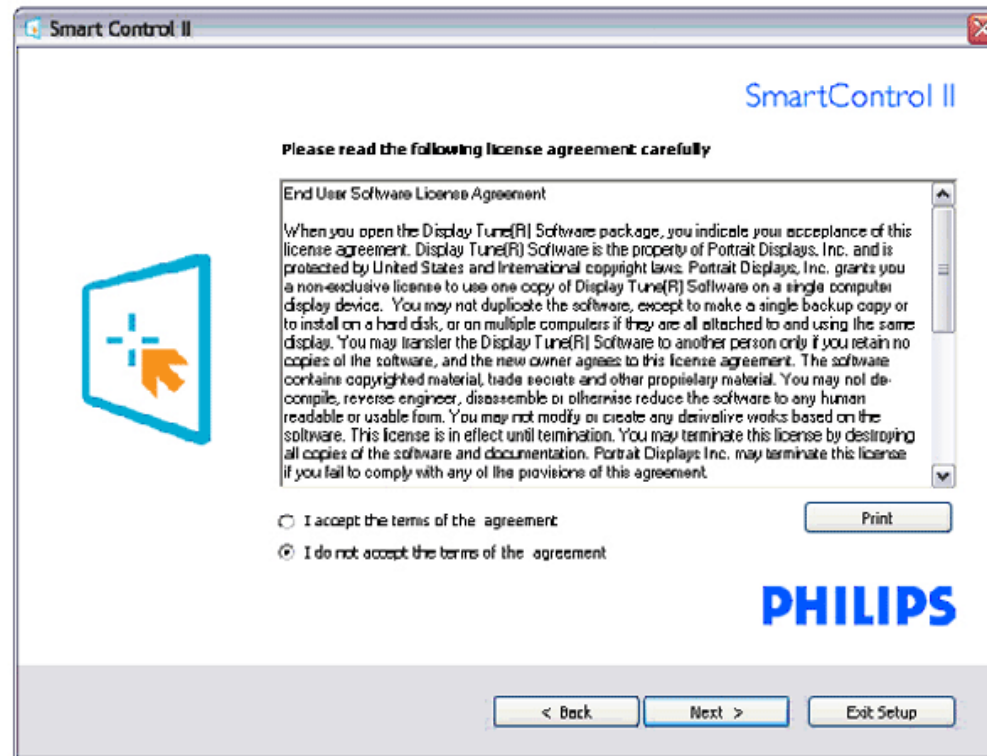 Smart Control II
SmartControl II
Please read the following license agreement carefully
End User Software License Agreement
When you open the Display Tune(R) Software package, you indicate your acceptance of this
license agreement. Display Tune(R) Software is the property of Portrait Displays, Inc. and is
protected by United States and International copyright laws. Portrait Displays, Inc. grants you
a non-exclusive license to use one copy of Display Tune(R) Software on a single computer
display device. You may not duplicate the software, except to make a single backup copy or
to install on a hard disk, or on multiple computers if they are all attached to and using the same
display. You may transfer the Display Tune(R) Software to another person only if you retain no
copies of the software, and the new owner agrees to this license agreement. The software
contains copyrighted material, trade secrets and other proprietary material. You may not de-
compile, reverse engineer, disassemble or otherwise reduce the software to any human
readable or usable form. You may not modify or create any derivative works based on the
software. This license is in effect until termination. You may terminate this license by destroying
all copies of the software and documentation. Portrait Displays Inc. may terminate this license
if you fail to comply with any of the provisions of this agreement.
I accept the terms of the agreement
Print
I do not accept the terms of the agreement
PHILIPS
< Back
Next >
Exit Setup